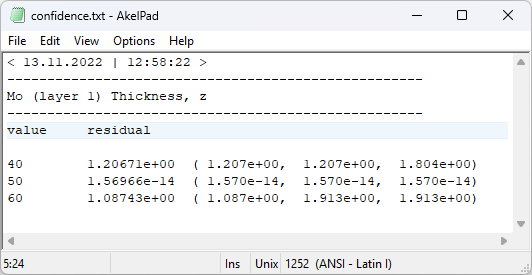 confidence.txt - AkelPad
File Edit View Options Help
< 13.11.2022 | 12:58:22 >
----------------------------------------------------
Mo (layer 1) Thickness, z
----------------------------------------------------
value     residual
40        1.20671e+00  ( 1.207e+00,  1.207e+00,  1.804e+00)
50        1.56966e-14  ( 1.570e-14,  1.570e-14,  1.570e-14)
60        1.08743e+00  ( 1.087e+00,  1.913e+00,  1.913e+00)
5:24 Ins Unix 1252 (ANSI - Latin I)